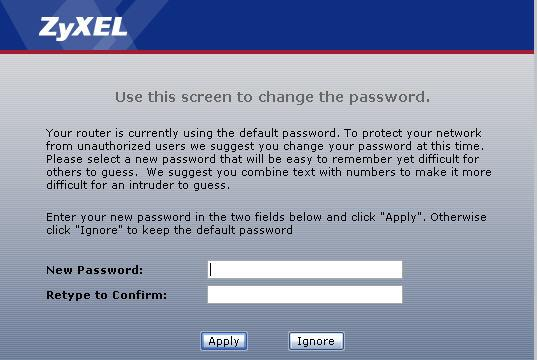 ZyXEL
Use this screen to change the password.
Your router is currently using the default password. To protect your network
from unauthorized users we suggest you change your password at this time.
Please select a new password that will be easy to remember yet difficult for
others to guess.  We suggest you combine text with numbers to make it more
difficult for an intruder to guess.
Enter your new password in the two fields below and click "Apply". Otherwise
click "Ignore" to keep the default password
New Password:
Retype to Confirm:
Apply Ignore